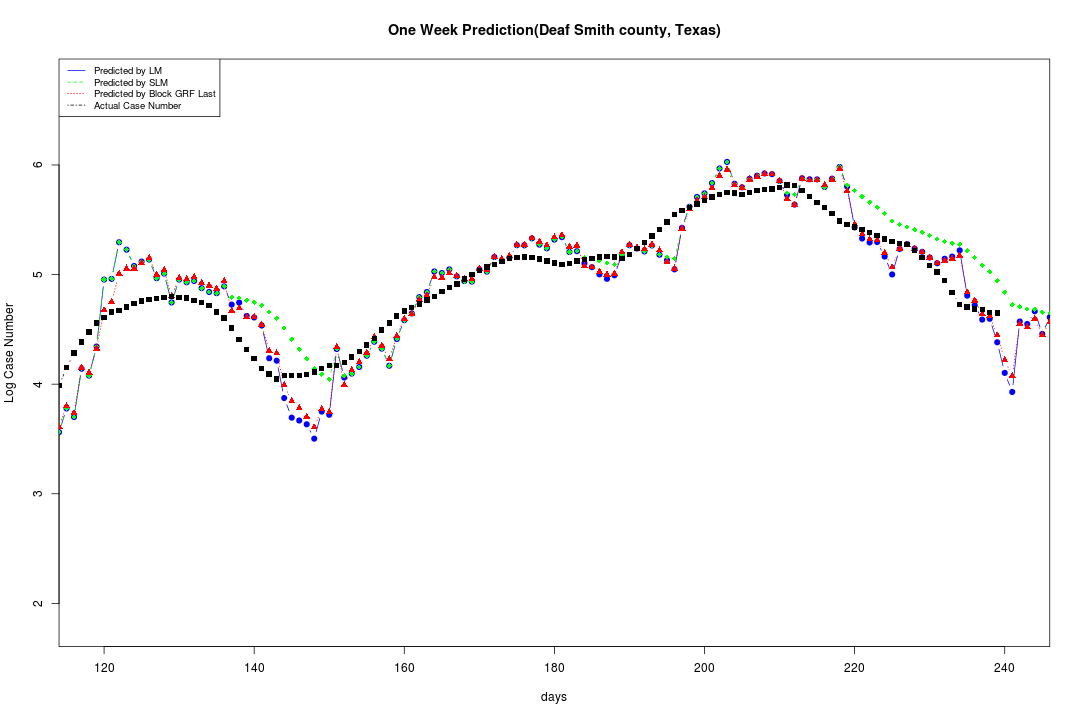 One Week Prediction(Deaf Smith county, Texas)
Predicted by LM
Predicted by SLM
Predicted by Block GRF Last
Actual Case Number
6
5
4
3
2
Log Case Number
120 140 160 180 200 220 240
days